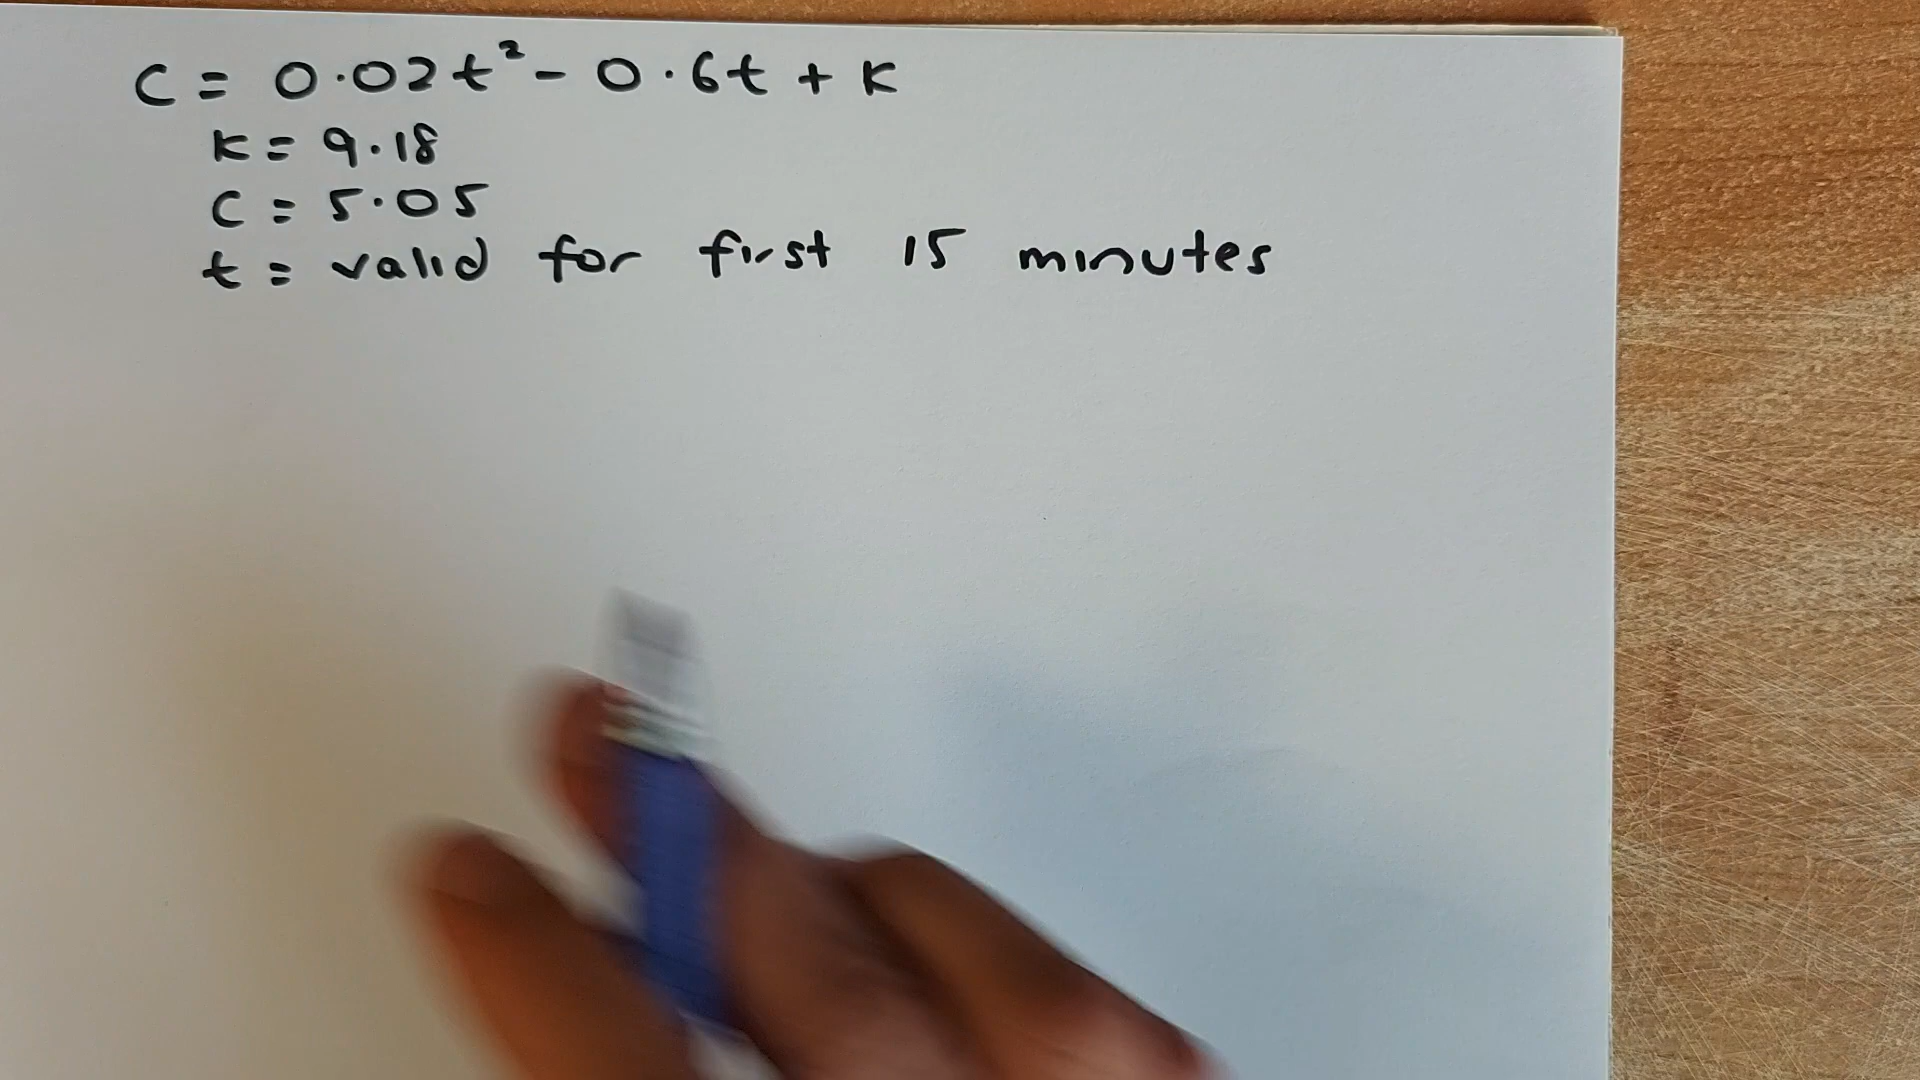 C = 0.02t² - 0.6t + K
K = 9.18
C = 5.05
t = valid for first 15 minutes